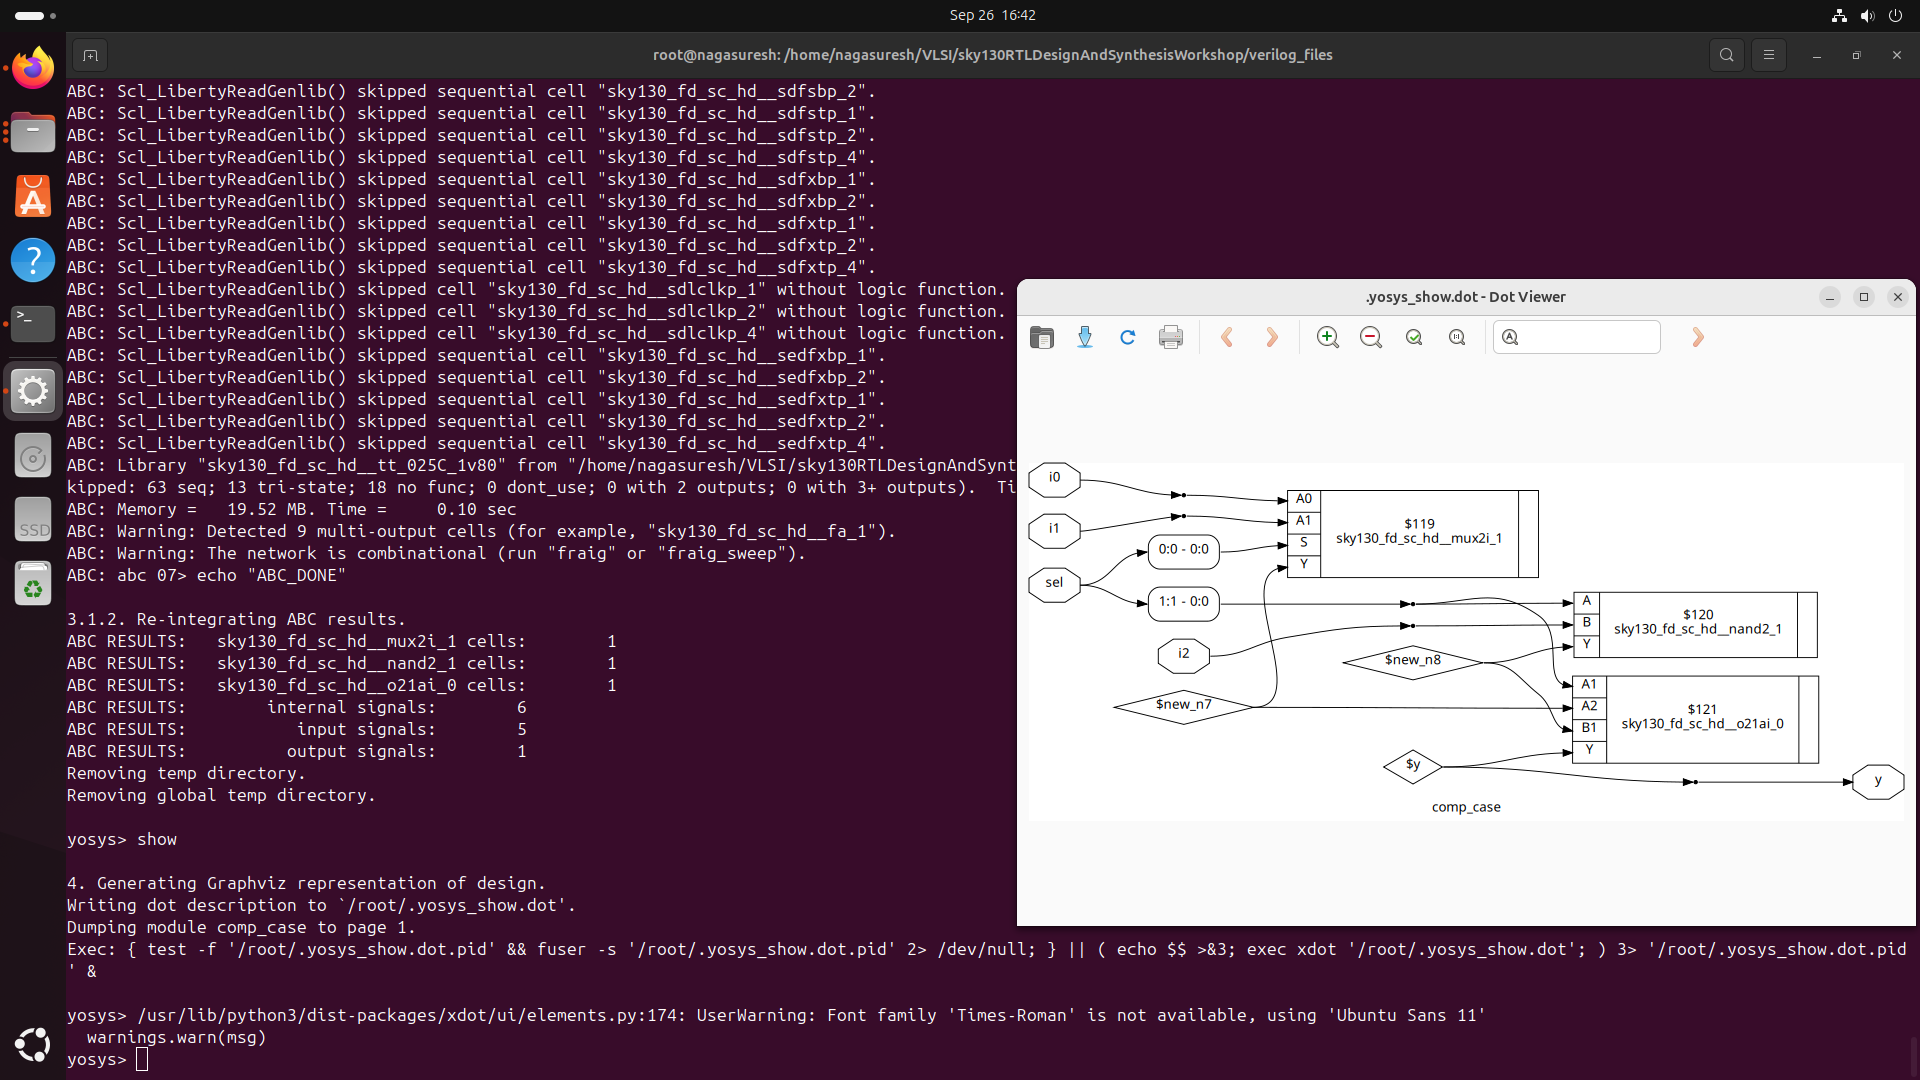 Sep 26 16:42
root@nagasuresh: /home/nagasuresh/VLSI/sky130RTLDesignAndSynthesisWorkshop/verilog_files
ABC: Scl_LibertyReadGenlib() skipped sequential cell "sky130_fd_sc_hd__sdfsbp_2".
ABC: Scl_LibertyReadGenlib() skipped sequential cell "sky130_fd_sc_hd__sdfstp_1".
ABC: Scl_LibertyReadGenlib() skipped sequential cell "sky130_fd_sc_hd__sdfstp_2".
ABC: Scl_LibertyReadGenlib() skipped sequential cell "sky130_fd_sc_hd__sdfstp_4".
ABC: Scl_LibertyReadGenlib() skipped sequential cell "sky130_fd_sc_hd__sdfxbp_1".
ABC: Scl_LibertyReadGenlib() skipped sequential cell "sky130_fd_sc_hd__sdfxbp_2".
ABC: Scl_LibertyReadGenlib() skipped sequential cell "sky130_fd_sc_hd__sdfxtp_1".
ABC: Scl_LibertyReadGenlib() skipped sequential cell "sky130_fd_sc_hd__sdfxtp_2".
ABC: Scl_LibertyReadGenlib() skipped sequential cell "sky130_fd_sc_hd__sdfxtp_4".
ABC: Scl_LibertyReadGenlib() skipped cell "sky130_fd_sc_hd__sdlclkp_1" without logic function.
ABC: Scl_LibertyReadGenlib() skipped cell "sky130_fd_sc_hd__sdlclkp_2" without logic function.
ABC: Scl_LibertyReadGenlib() skipped cell "sky130_fd_sc_hd__sdlclkp_4" without logic function.
ABC: Scl_LibertyReadGenlib() skipped sequential cell "sky130_fd_sc_hd__sedfxbp_1".
ABC: Scl_LibertyReadGenlib() skipped sequential cell "sky130_fd_sc_hd__sedfxbp_2".
ABC: Scl_LibertyReadGenlib() skipped sequential cell "sky130_fd_sc_hd__sedfxtp_1".
ABC: Scl_LibertyReadGenlib() skipped sequential cell "sky130_fd_sc_hd__sedfxtp_2".
ABC: Scl_LibertyReadGenlib() skipped sequential cell "sky130_fd_sc_hd__sedfxtp_4".
ABC: Library "sky130_fd_sc_hd__tt_025C_1v80" from "/home/nagasuresh/VLSI/sky130RTLDesignAndSynt
kipped: 63 seq; 13 tri-state; 18 no func; 0 dont_use; 0 with 2 outputs; 0 with 3+ outputs).  Ti
ABC: Memory =   19.52 MB. Time =     0.10 sec
ABC: Warning: Detected 9 multi-output cells (for example, "sky130_fd_sc_hd__fa_1").
ABC: Warning: The network is combinational (run "fraig" or "fraig_sweep").
ABC: abc 07> echo "ABC_DONE"
3.1.2. Re-integrating ABC results.
ABC RESULTS:   sky130_fd_sc_hd__mux2i_1 cells:        1
ABC RESULTS:   sky130_fd_sc_hd__nand2_1 cells:        1
ABC RESULTS:   sky130_fd_sc_hd__o21ai_0 cells:        1
ABC RESULTS:        internal signals:        6
ABC RESULTS:           input signals:        5
ABC RESULTS:          output signals:        1
Removing temp directory.
Removing global temp directory.
yosys> show
4. Generating Graphviz representation of design.
Writing dot description to `/root/.yosys_show.dot'.
Dumping module comp_case to page 1.
Exec: { test -f '/root/.yosys_show.dot.pid' && fuser -s '/root/.yosys_show.dot.pid' 2> /dev/null; } || ( echo $$ >&3; exec xdot '/root/.yosys_show.dot'; ) 3> '/root/.yosys_show.dot.pid
' &
yosys> /usr/lib/python3/dist-packages/xdot/ui/elements.py:174: UserWarning: Font family 'Times-Roman' is not available, using 'Ubuntu Sans 11'
  warnings.warn(msg)
yosys>
SSD
.yosys_show.dot - Dot Viewer
i0
i1
sel
0:0 - 0:0
1:1 - 0:0
i2
$new_n7
$new_n8
$y
A0
A1
S
Y
$119
sky130_fd_sc_hd__mux2i_1
A
B
Y
$120
sky130_fd_sc_hd__nand2_1
A1
A2
B1
Y
$121
sky130_fd_sc_hd__o21ai_0
y
comp_case